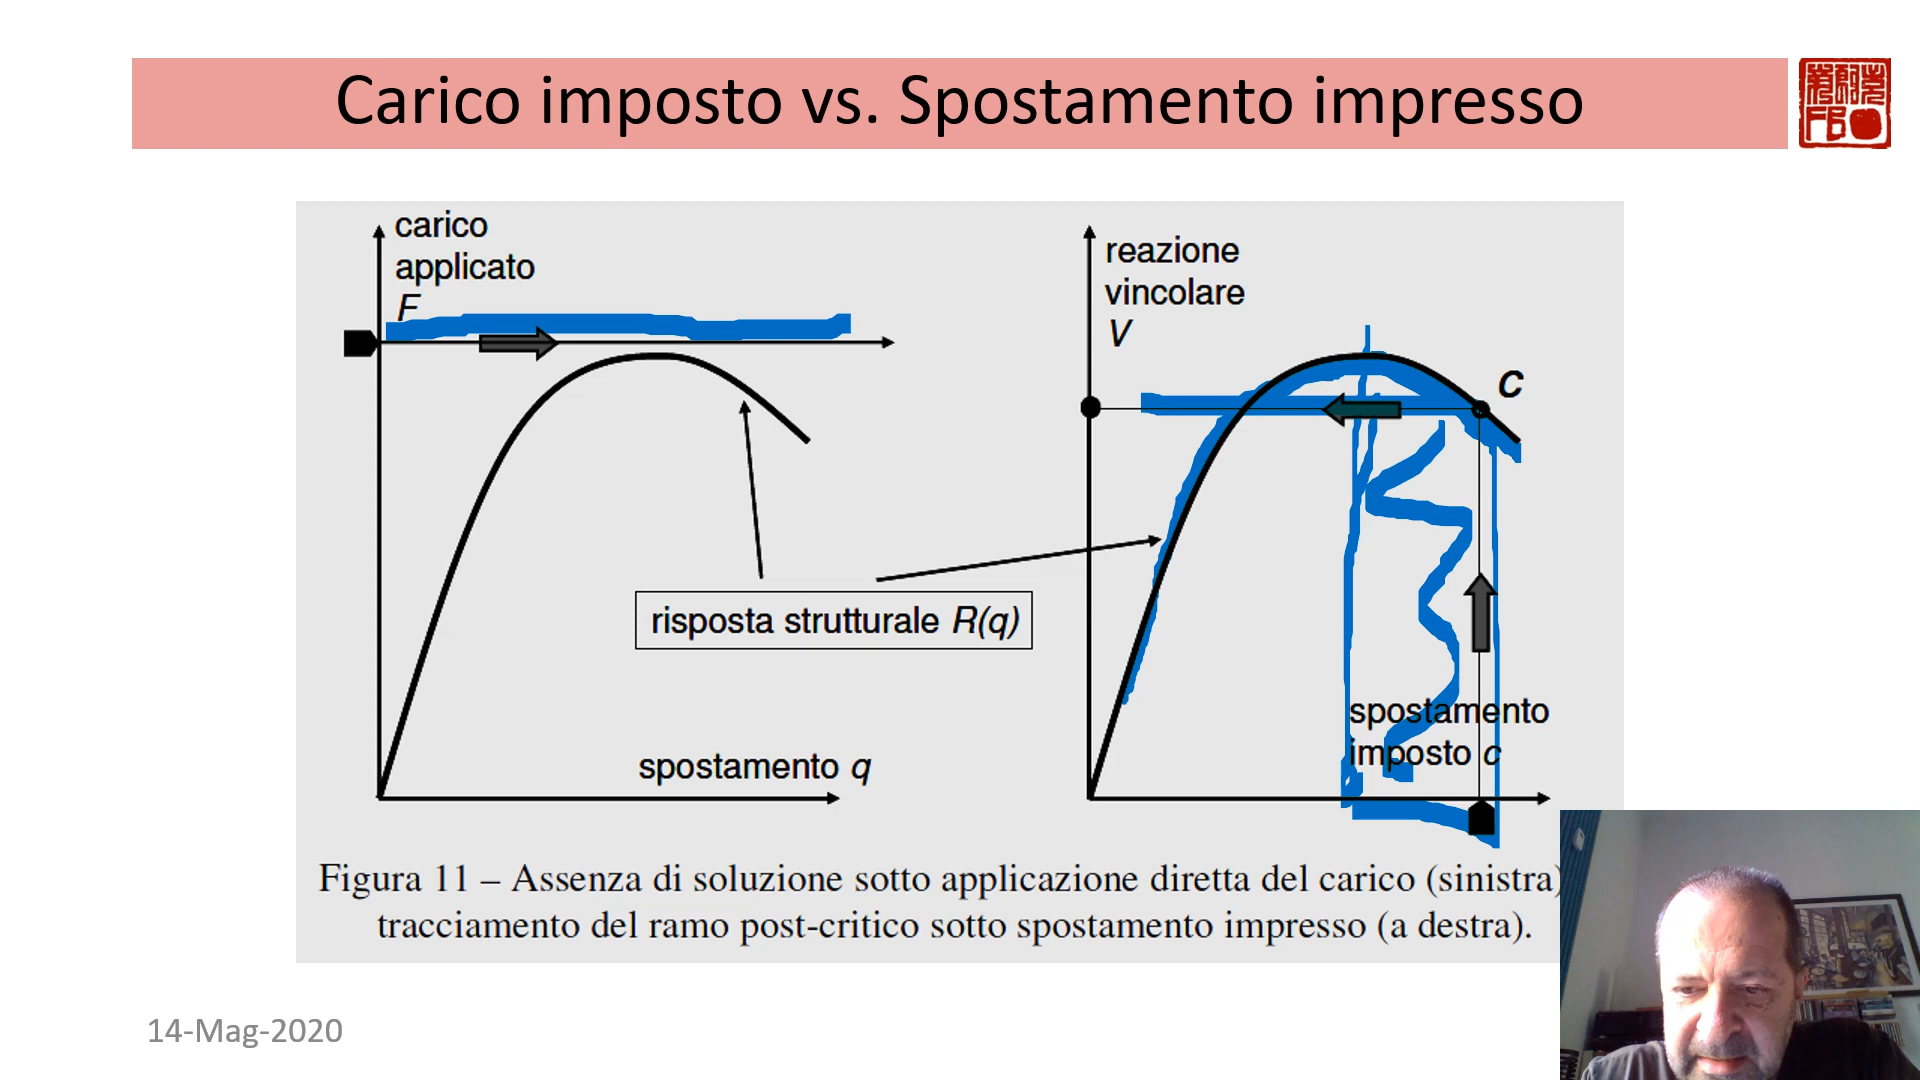 Carico imposto vs. Spostamento impresso
carico
applicato
F
spostamento q
risposta strutturale R(q)
reazione
vincolare
V
C
spostamento
imposto c
Figura 11 – Assenza di soluzione sotto applicazione diretta del carico (sinistra)
tracciamento del ramo post-critico sotto spostamento impresso (a destra).
14-Mag-2020